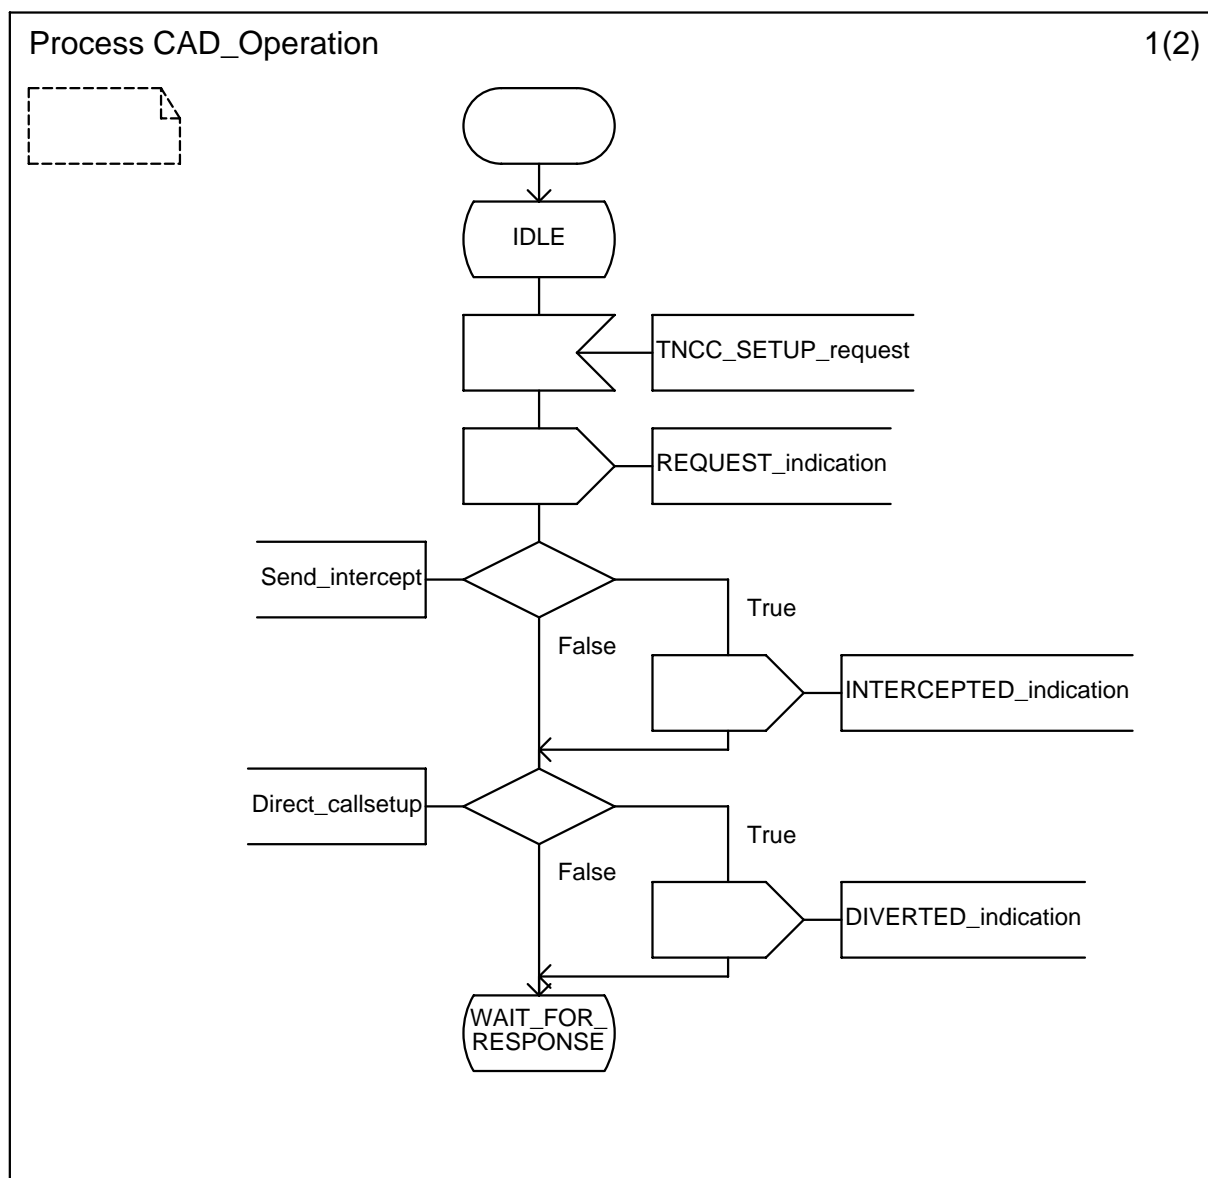 Process CAD_Operation
1(2)
IDLE
TNCC_SETUP_request
REQUEST_indication
Send_intercept
True
False
INTERCEPTED_indication
Direct_callsetup
True
False
DIVERTED_indication
WAIT_FOR_
RESPONSE